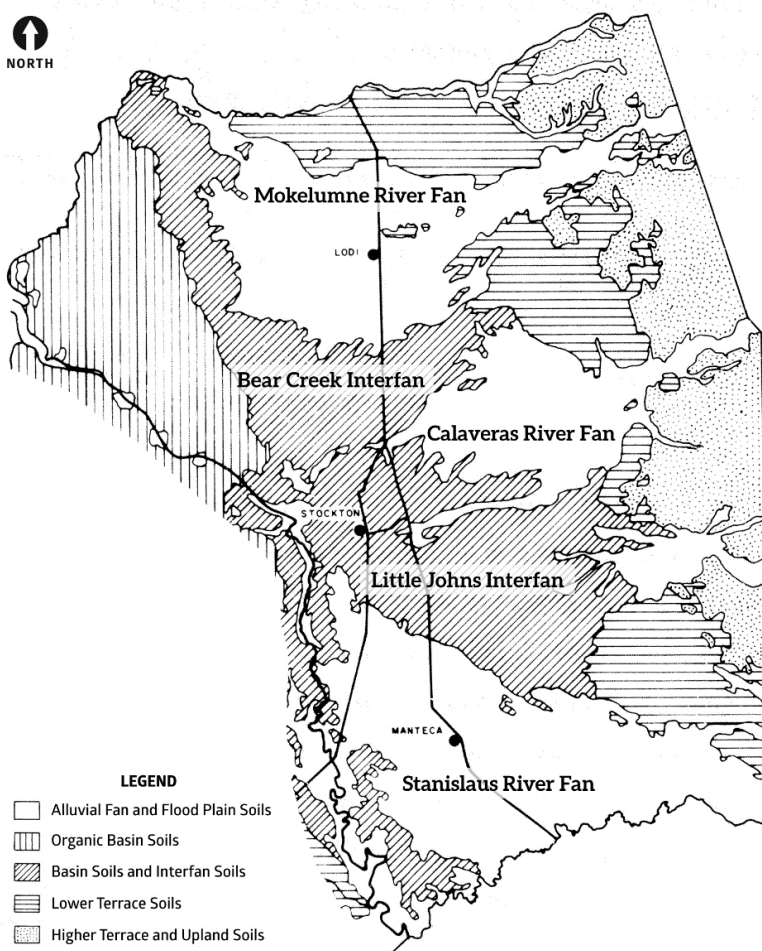 NORTH
Mokelumne River Fan
LODI
Bear Creek Interfan
Calaveras River Fan
STOCKTON
Little Johns Interfan
MANTECA
Stanislaus River Fan
LEGEND
Alluvial Fan and Flood Plain Soils
Organic Basin Soils
Basin Soils and Interfan Soils
Lower Terrace Soils
Higher Terrace and Upland Soils